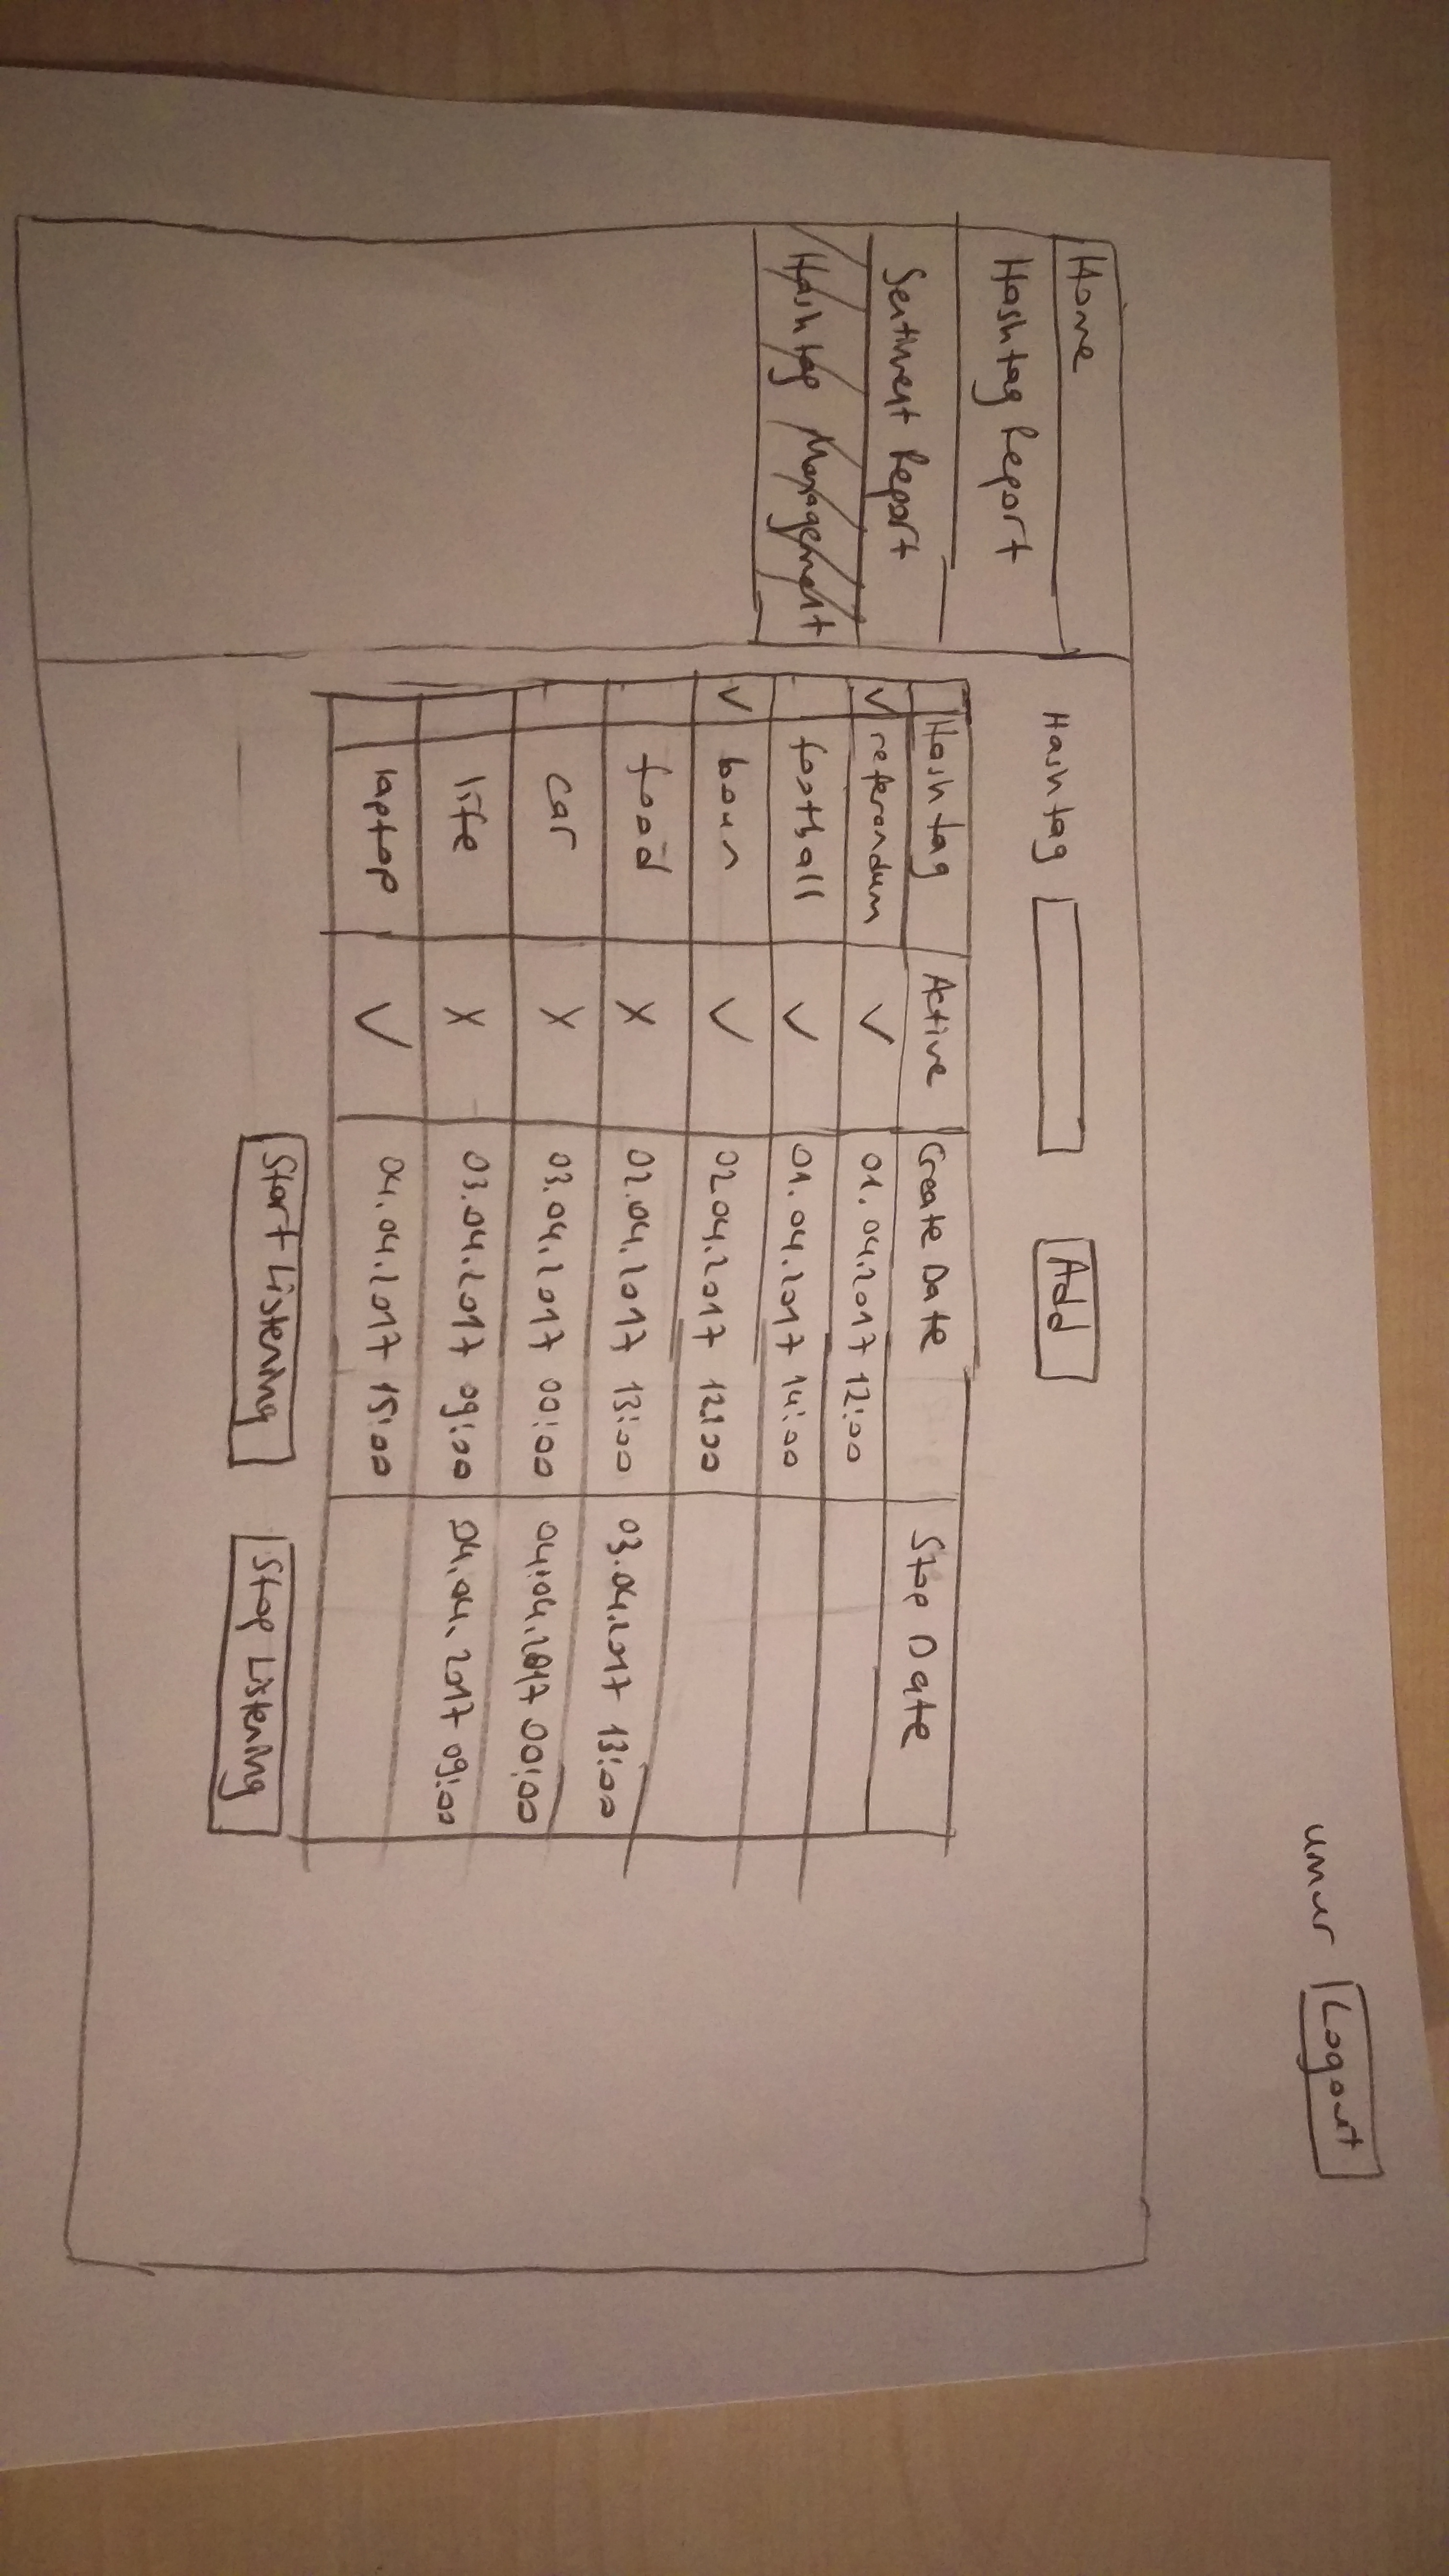 umur Logout
Home
Hashtag Report
Sentiment Report
Hashtag Management
Hashtag Add
Hashtag Active Create Date Stop Date
✓ referandum ✓ 01.04.2017 12:00
football ✓ 01.04.2017 14:00
✓ boun ✓ 02.04.2017 12:00
food X 02.04.2017 13:00 03.04.2017 13:00
car X 03.04.2017 00:00 04:04.2017 00:00
life X 03.04.2017 09:00 04.04.2017 09:00
laptop ✓ 04.04.2017 15:00
Start Listening Stop Listening